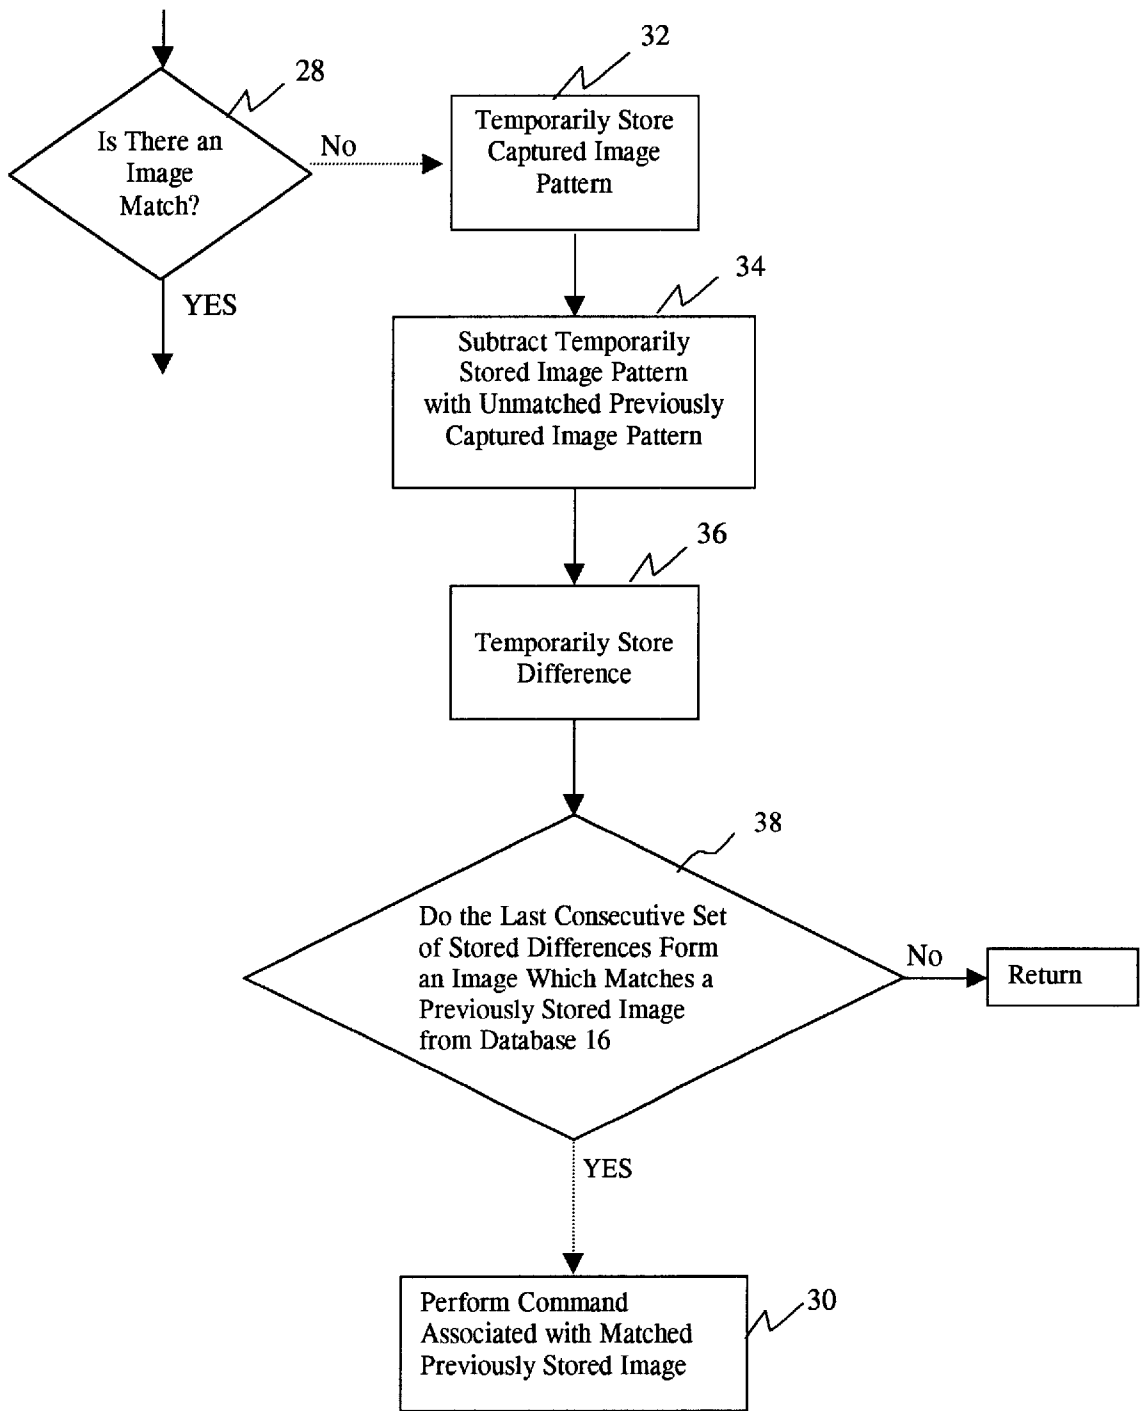 28
Is There an
Image
Match?
No
YES
32
Temporarily Store
Captured Image
Pattern
34
Subtract Temporarily
Stored Image Pattern
with Unmatched Previously
Captured Image Pattern
36
Temporarily Store
Difference
38
Do the Last Consecutive Set
of Stored Differences Form
an Image Which Matches a
Previously Stored Image
from Database 16
No
Return
YES
30
Perform Command
Associated with Matched
Previously Stored Image